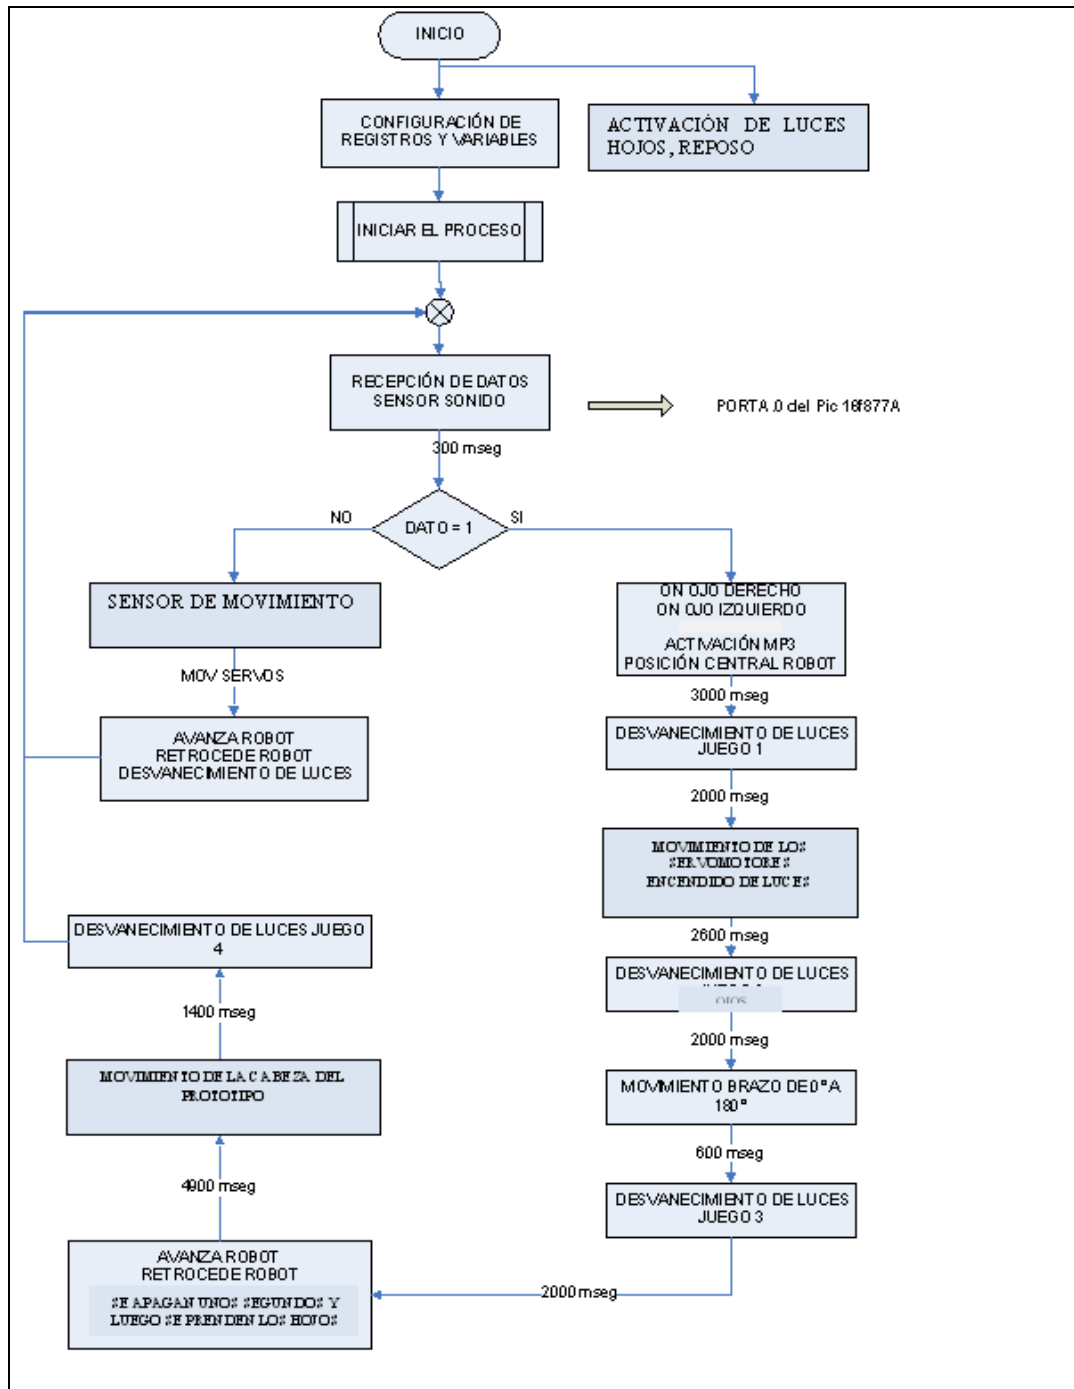 INICIO
CONFIGURACIÓN DE
REGISTROS Y VARIABLES
ACTIVACIÓN DE LUCES
HOJOS, REPOSO
INICIAR EL PROCESO
RECEPCIÓN DE DATOS
SENSOR SONIDO
PORTA.0 del Pic 16f877A
300 mseg
NO
DATO = 1
SI
SENSOR DE MOVIMIENTO
MOV SERVOS
AVANZA ROBOT
RETROCEDE ROBOT
DESVANECIMIENTO DE LUCES
ON OJO DERECHO
ON OJO IZQUIERDO
ACTIVACIÓN MP3
POSICIÓN CENTRAL ROBOT
3000 mseg
DESVANECIMIENTO DE LUCES
JUEGO 1
2000 mseg
MOVIMIENTO DE LOS
SERVOMOTORES
ENCENDIDO DE LUCES
2600 mseg
DESVANECIMIENTO DE LUCES
2000 mseg
MOVIMIENTO BRAZO DE 0° A
180°
600 mseg
DESVANECIMIENTO DE LUCES
JUEGO 3
2000 mseg
AVANZA ROBOT
RETROCEDE ROBOT
SE APAGAN UNOS SEGUNDOS Y
LUEGO SE PRENDEN LOS HOJOS
4900 mseg
MOVIMIENTO DE LA CABEZA DEL
PROTOTIPO
1400 mseg
DESVANECIMIENTO DE LUCES JUEGO
4